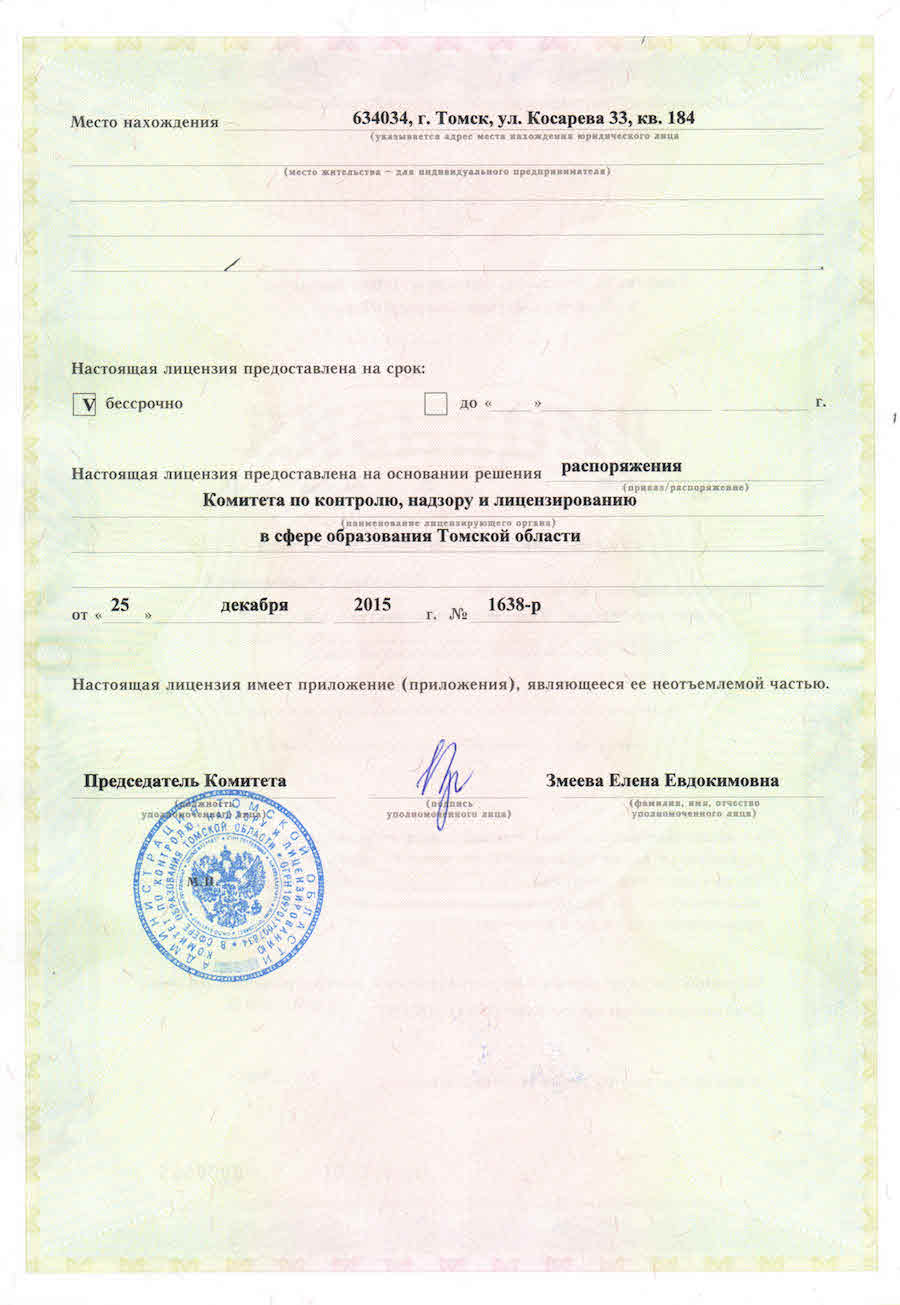 Место нахождения 634034, г. Томск, ул. Косарева 33, кв. 184
(указывается адрес места нахождения юридического лица
(место жительства – для индивидуального предпринимателя)
Настоящая лицензия предоставлена на срок:
V бессрочно до « » г.
Настоящая лицензия предоставлена на основании решения распоряжения
(приказ/распоряжение)
Комитета по контролю, надзору и лицензированию
(наименование лицензирующего органа)
в сфере образования Томской области
от « 25 » декабря 2015 г. № 1638-р
Настоящая лицензия имеет приложение (приложения), являющееся ее неотъемлемой частью.
Председатель Комитета Змеева Елена Евдокимовна
(должность (подпись (фамилия, имя, отчество
уполномоченного лица) уполномоченного лица) уполномоченного лица)
АДМИНИСТРАЦИЯ ТОМСКОЙ ОБЛАСТИ
КОМИТЕТ ПО КОНТРОЛЮ, НАДЗОРУ И ЛИЦЕНЗИРОВАНИЮ
В СФЕРЕ ОБРАЗОВАНИЯ ТОМСКОЙ ОБЛАСТИ
М.П.